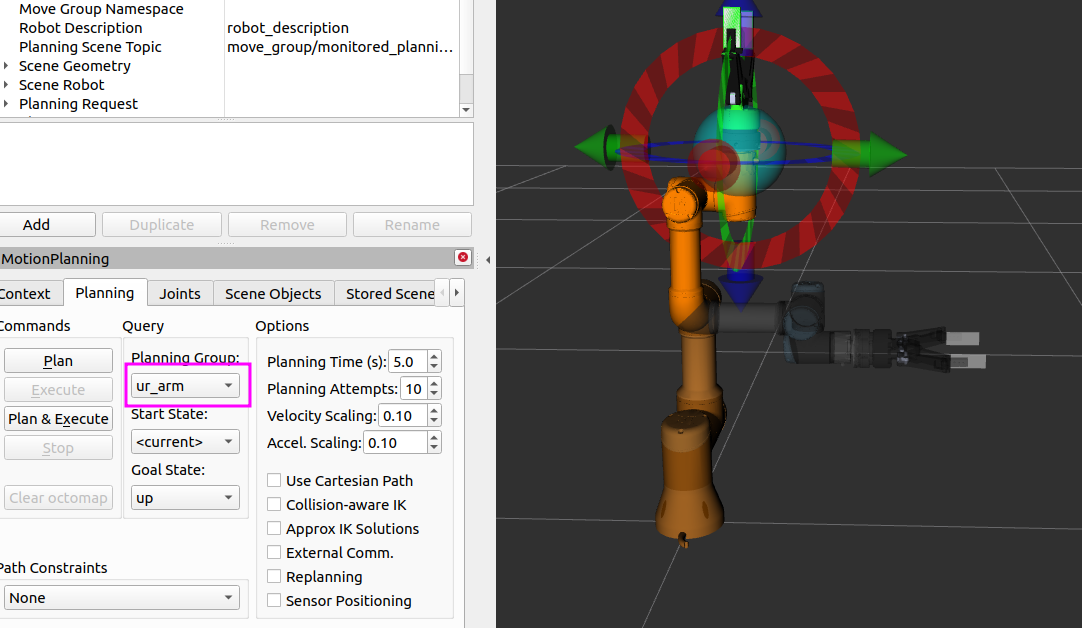 Move Group Namespace
Robot Description robot_description
Planning Scene Topic move_group/monitored_planni...
Scene Geometry
Scene Robot
Planning Request
Add Duplicate Remove Rename
MotionPlanning
Context Planning Joints Scene Objects Stored Scene
Commands Query Options
Plan
Execute
Plan & Execute
Stop
Clear octomap
Planning Group:
ur_arm
Start State:
<current>
Goal State:
up
Planning Time (s): 5.0
Planning Attempts: 10
Velocity Scaling: 0.10
Accel. Scaling: 0.10
Use Cartesian Path
Collision-aware IK
Approx IK Solutions
External Comm.
Replanning
Sensor Positioning
Path Constraints
None